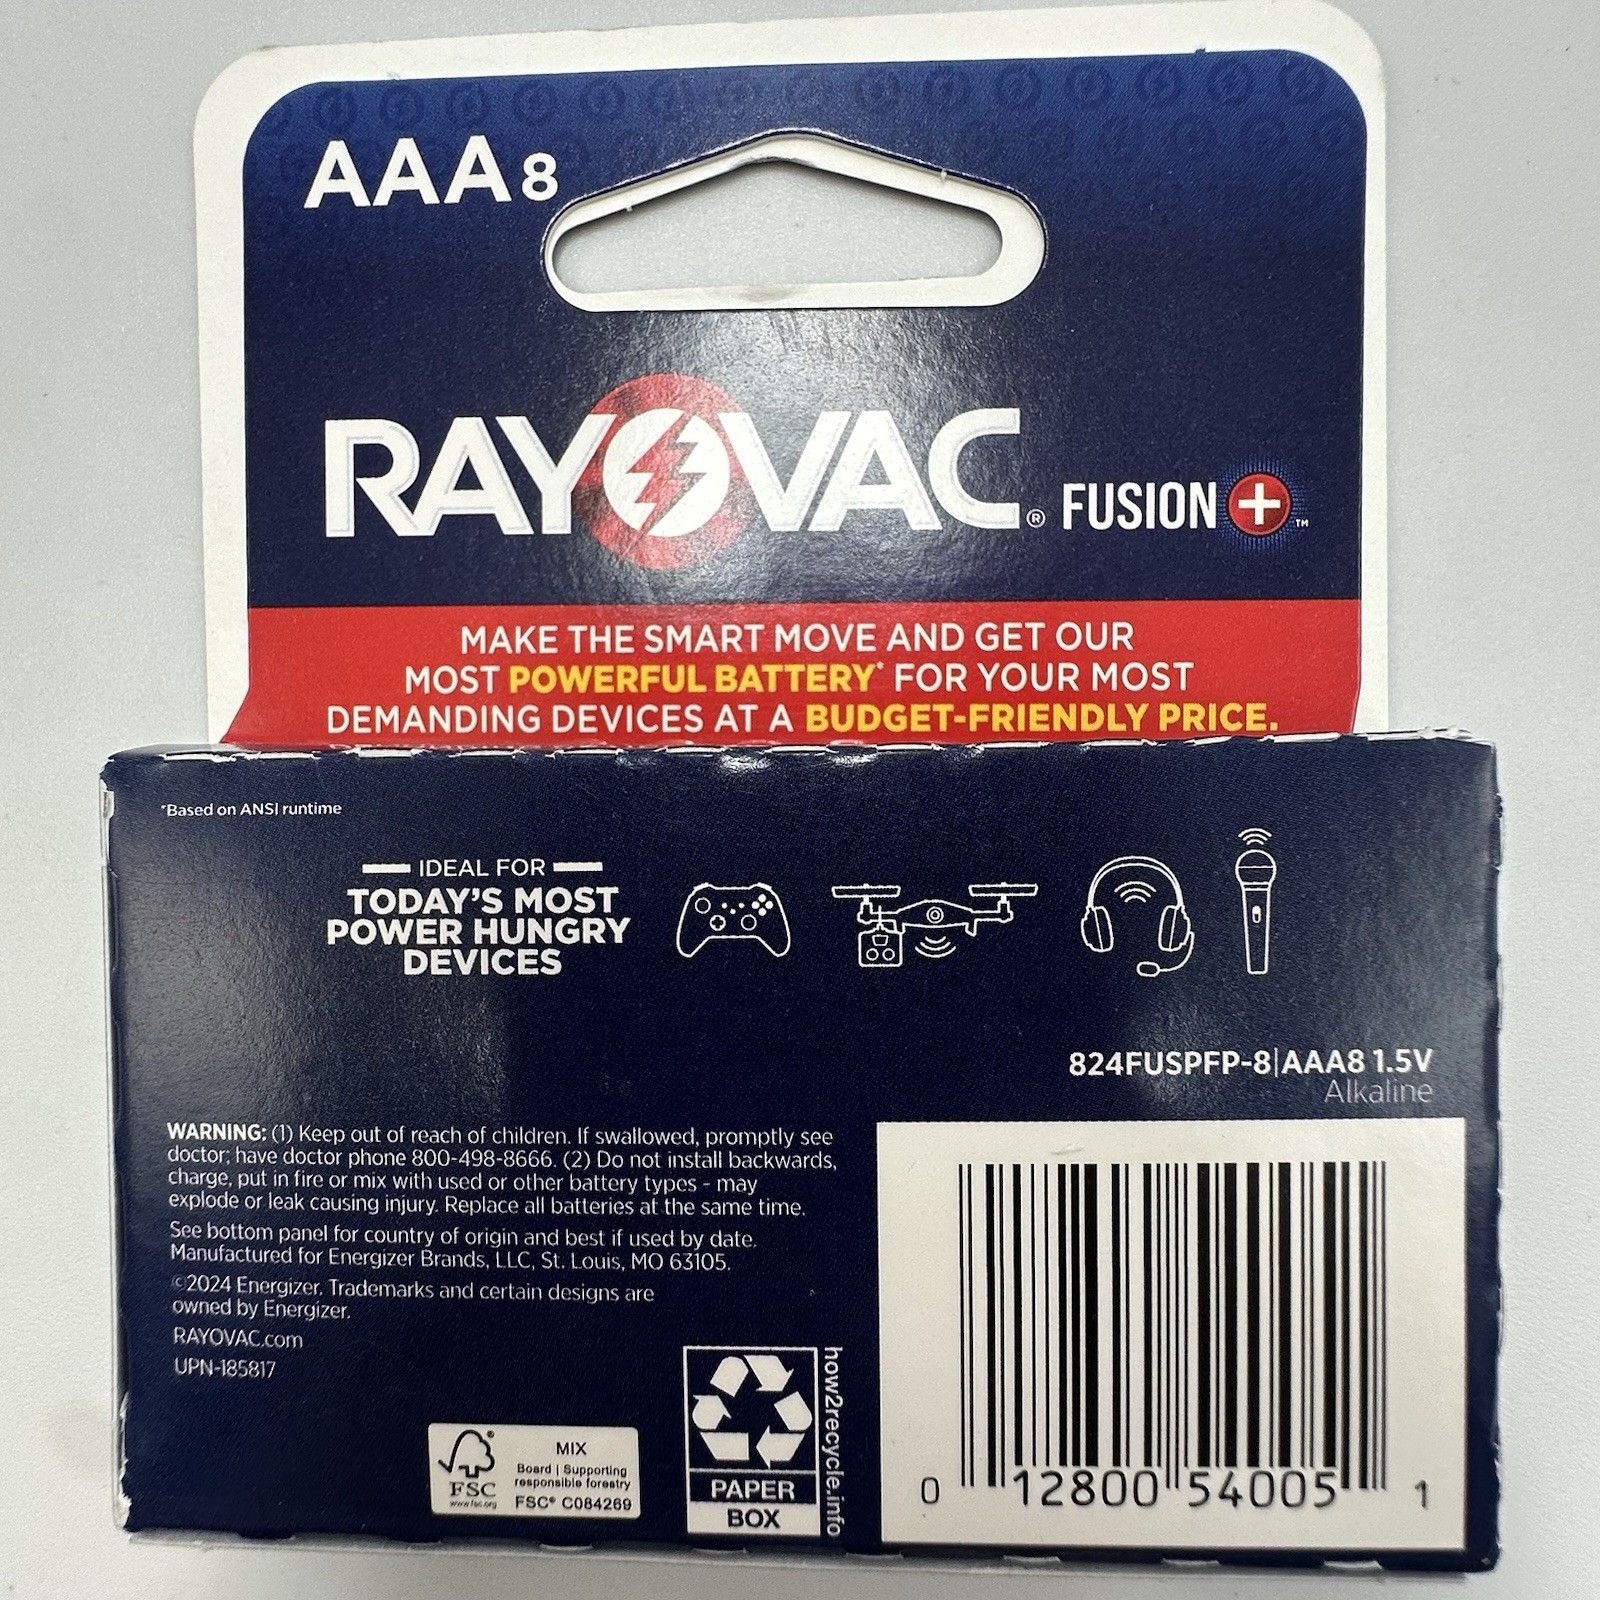 AAA 8
RAYOVAC® FUSION +™
MAKE THE SMART MOVE AND GET OUR
MOST POWERFUL BATTERY* FOR YOUR MOST
DEMANDING DEVICES AT A BUDGET-FRIENDLY PRICE.
*Based on ANSI runtime
IDEAL FOR
TODAY'S MOST
POWER HUNGRY
DEVICES
824FUSPFP-8|AAA8 1.5V
Alkaline
WARNING: (1) Keep out of reach of children. If swallowed, promptly see
doctor; have doctor phone 800-498-8666. (2) Do not install backwards,
charge, put in fire or mix with used or other battery types - may
explode or leak causing injury. Replace all batteries at the same time.
See bottom panel for country of origin and best if used by date.
Manufactured for Energizer Brands, LLC, St. Louis, MO 63105.
©2024 Energizer. Trademarks and certain designs are
owned by Energizer.
RAYOVAC.com
UPN-185817
FSC
www.fsc.org
MIX
Board | Supporting
responsible forestry
FSC® C084269
PAPER
BOX
how2recycle.info
0 12800 54005 1